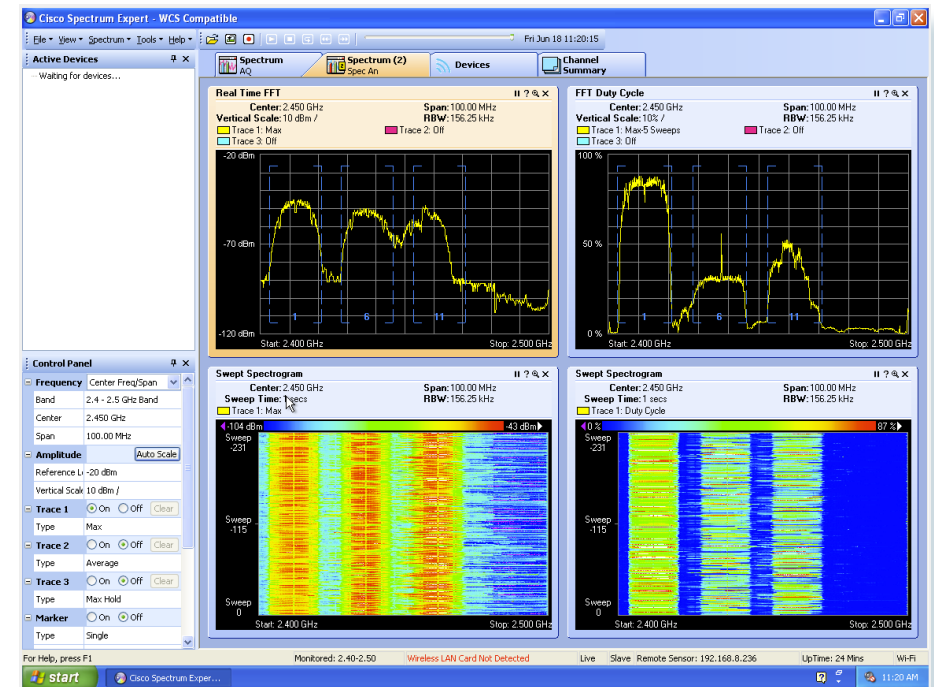 Cisco Spectrum Expert - WCS Compatible
File View Spectrum Tools Help Fri Jun 18 11:20:15
Active Devices
Waiting for devices...
Spectrum
AQ
Spectrum (2)
Spec An
Devices
Channel
Summary
Real Time FFT
Center: 2.450 GHz Span: 100.00 MHz
Vertical Scale: 10 dBm / RBW: 156.25 kHz
Trace 1: Max Trace 2: Off
Trace 3: Off
-20 dBm
-70 dBm
-120 dBm
1 6 11
Start: 2.400 GHz Stop: 2.500 GHz
FFT Duty Cycle
Center: 2.450 GHz Span: 100.00 MHz
Vertical Scale: 10% / RBW: 156.25 kHz
Trace 1: Max-5 Sweeps Trace 2: Off
Trace 3: Off
100 %
50 %
0 %
1 6 11
Start: 2.400 GHz Stop: 2.500 GHz
Control Panel
Frequency Center Freq/Span
Band 2.4 - 2.5 GHz Band
Center 2.450 GHz
Span 100.00 MHz
Amplitude Auto Scale
Reference L -20 dBm
Vertical Scale 10 dBm /
Trace 1 On Off Clear
Type Max
Trace 2 On Off Clear
Type Average
Trace 3 On Off Clear
Type Max Hold
Marker On Off
Type Single
Swept Spectrogram
Center: 2.450 GHz Span: 100.00 MHz
Sweep Time: 1 secs RBW: 156.25 kHz
Trace 1: Max
-104 dBm -43 dBm
Sweep
-231
Sweep
-115
Sweep
0
Start: 2.400 GHz Stop: 2.500 GHz
Swept Spectrogram
Center: 2.450 GHz Span: 100.00 MHz
Sweep Time: 1 secs RBW: 156.25 kHz
Trace 1: Duty Cycle
0 % 87 %
Sweep
-231
Sweep
-115
Sweep
0
Start: 2.400 GHz Stop: 2.500 GHz
For Help, press F1 Monitored: 2.40-2.50 Wireless LAN Card Not Detected Live Slave Remote Sensor: 192.168.8.236 UpTime: 24 Mins Wi-Fi
start Cisco Spectrum Exper... 11:20 AM